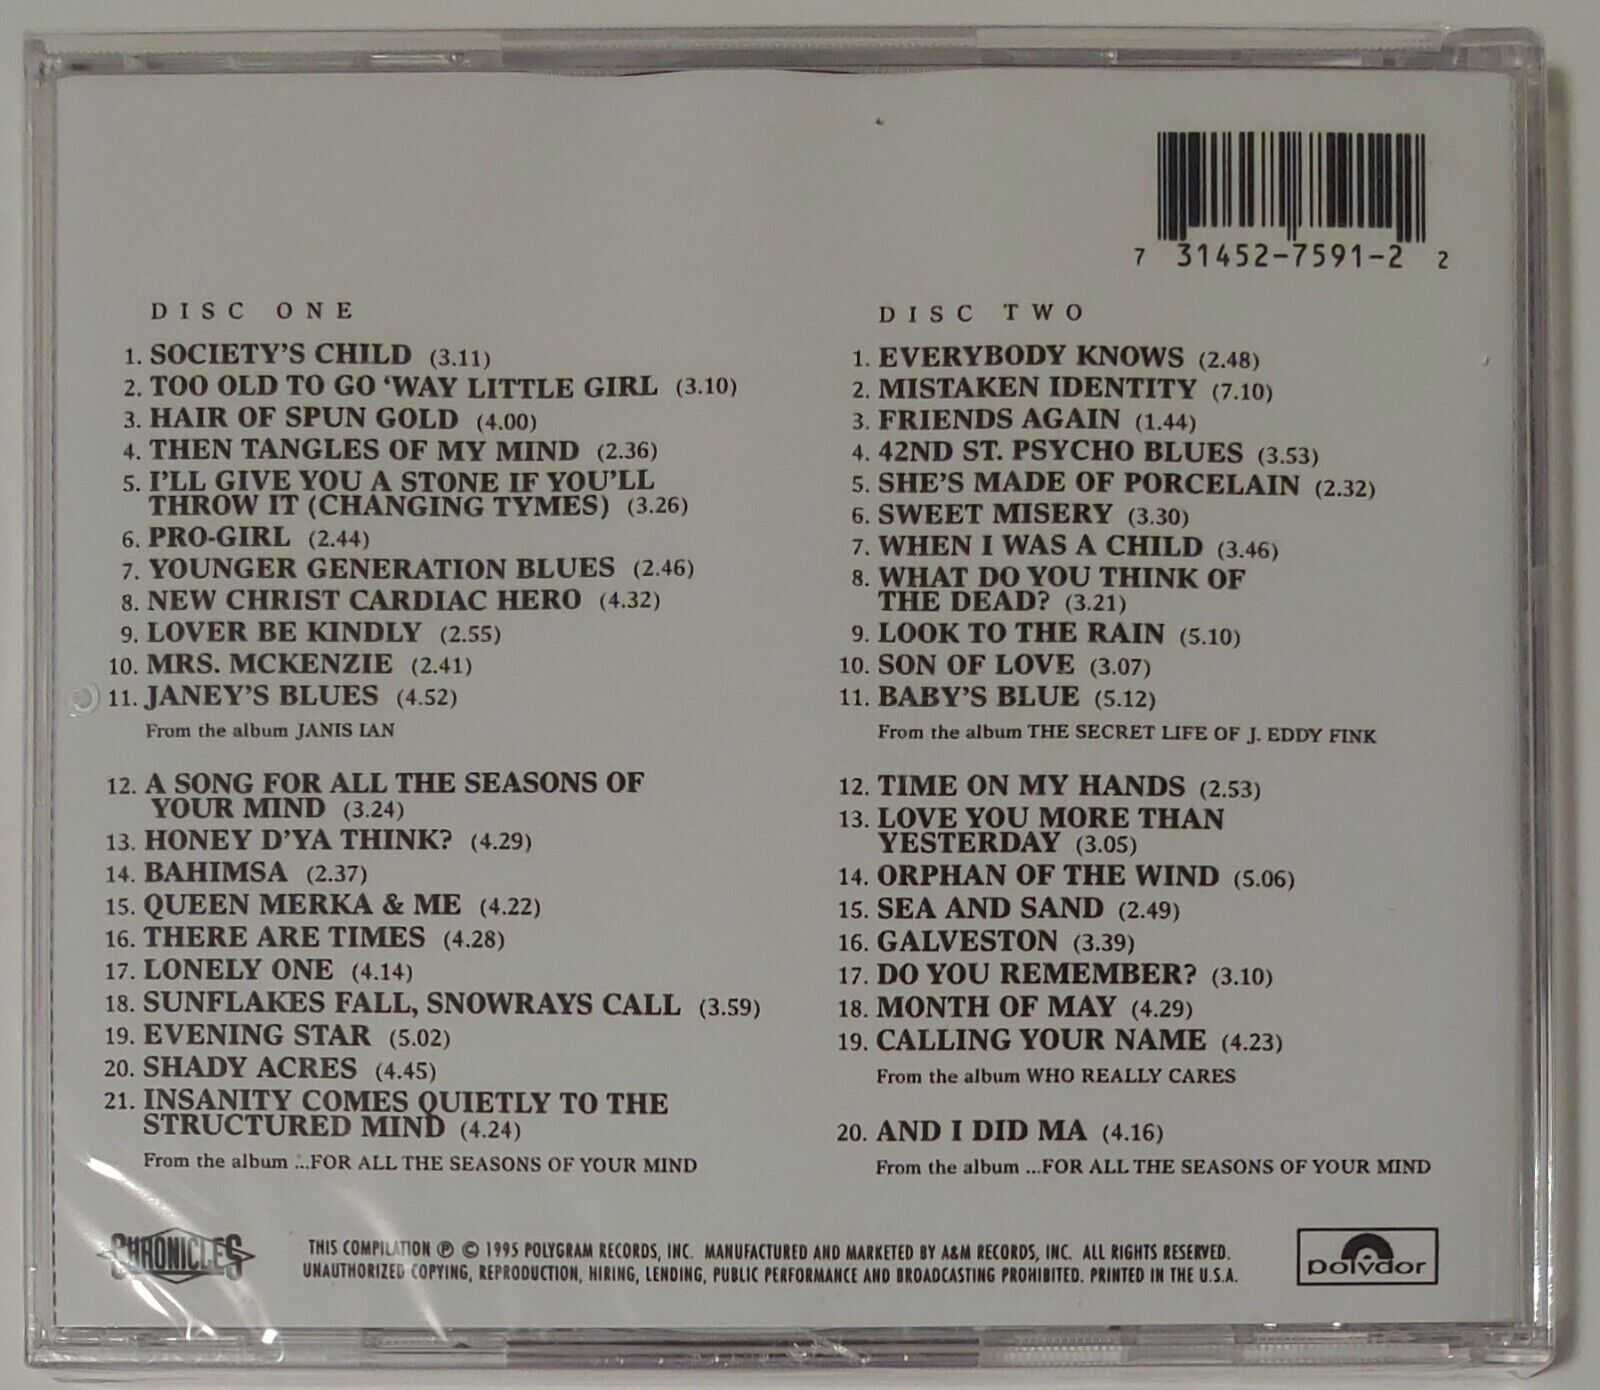 7 31452-7591-2 2
DISC ONE
1. SOCIETY'S CHILD (3.11)
2. TOO OLD TO GO 'WAY LITTLE GIRL (3.10)
3. HAIR OF SPUN GOLD (4.00)
4. THEN TANGLES OF MY MIND (2.36)
5. I'LL GIVE YOU A STONE IF YOU'LL
THROW IT (CHANGING TYMES) (3.26)
6. PRO-GIRL (2.44)
7. YOUNGER GENERATION BLUES (2.46)
8. NEW CHRIST CARDIAC HERO (4.32)
9. LOVER BE KINDLY (2.55)
10. MRS. MCKENZIE (2.41)
11. JANEY'S BLUES (4.52)
From the album JANIS IAN
12. A SONG FOR ALL THE SEASONS OF
YOUR MIND (3.24)
13. HONEY D'YA THINK? (4.29)
14. BAHIMSA (2.37)
15. QUEEN MERKA & ME (4.22)
16. THERE ARE TIMES (4.28)
17. LONELY ONE (4.14)
18. SUNFLAKES FALL, SNOWRAYS CALL (3.59)
19. EVENING STAR (5.02)
20. SHADY ACRES (4.45)
21. INSANITY COMES QUIETLY TO THE
STRUCTURED MIND (4.24)
From the album ...FOR ALL THE SEASONS OF YOUR MIND
DISC TWO
1. EVERYBODY KNOWS (2.48)
2. MISTAKEN IDENTITY (7.10)
3. FRIENDS AGAIN (1.44)
4. 42ND ST. PSYCHO BLUES (3.53)
5. SHE'S MADE OF PORCELAIN (2.32)
6. SWEET MISERY (3.30)
7. WHEN I WAS A CHILD (3.46)
8. WHAT DO YOU THINK OF
THE DEAD? (3.21)
9. LOOK TO THE RAIN (5.10)
10. SON OF LOVE (3.07)
11. BABY'S BLUE (5.12)
From the album THE SECRET LIFE OF J. EDDY FINK
12. TIME ON MY HANDS (2.53)
13. LOVE YOU MORE THAN
YESTERDAY (3.05)
14. ORPHAN OF THE WIND (5.06)
15. SEA AND SAND (2.49)
16. GALVESTON (3.39)
17. DO YOU REMEMBER? (3.10)
18. MONTH OF MAY (4.29)
19. CALLING YOUR NAME (4.23)
From the album WHO REALLY CARES
20. AND I DID MA (4.16)
From the album ...FOR ALL THE SEASONS OF YOUR MIND
CHRONICLES
THIS COMPILATION ℗ © 1995 POLYGRAM RECORDS, INC. MANUFACTURED AND MARKETED BY A&M RECORDS, INC. ALL RIGHTS RESERVED.
UNAUTHORIZED COPYING, REPRODUCTION, HIRING, LENDING, PUBLIC PERFORMANCE AND BROADCASTING PROHIBITED. PRINTED IN THE U.S.A.
polydor